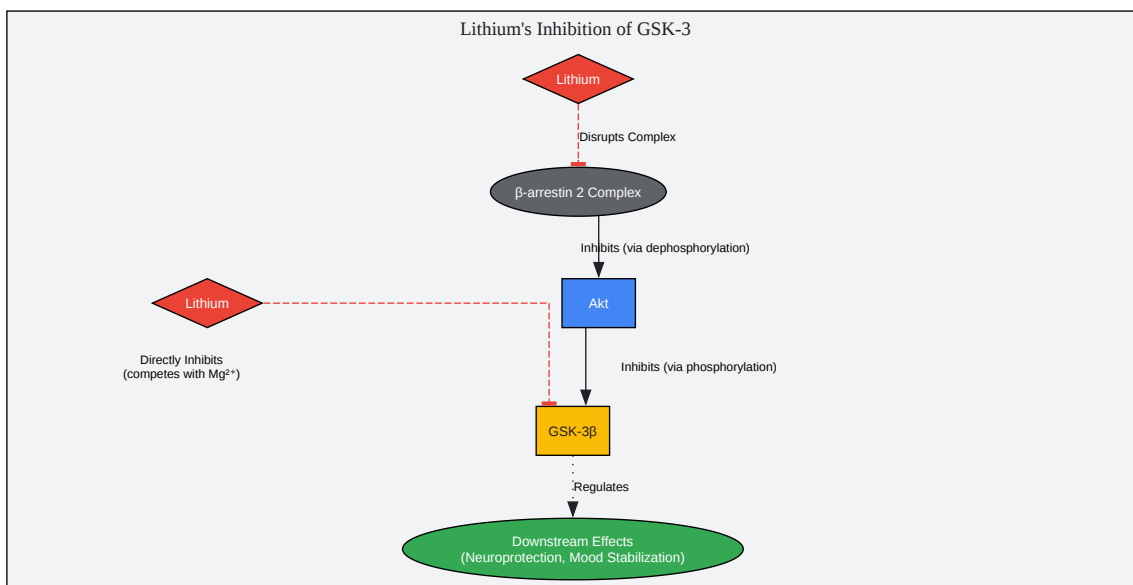 Lithium's Inhibition of GSK-3
Lithium
Disrupts Complex
β-arrestin 2 Complex
Inhibits (via dephosphorylation)
Lithium
Akt
Directly Inhibits
(competes with Mg²⁺)
Inhibits (via phosphorylation)
GSK-3β
Regulates
Downstream Effects
(Neuroprotection, Mood Stabilization)